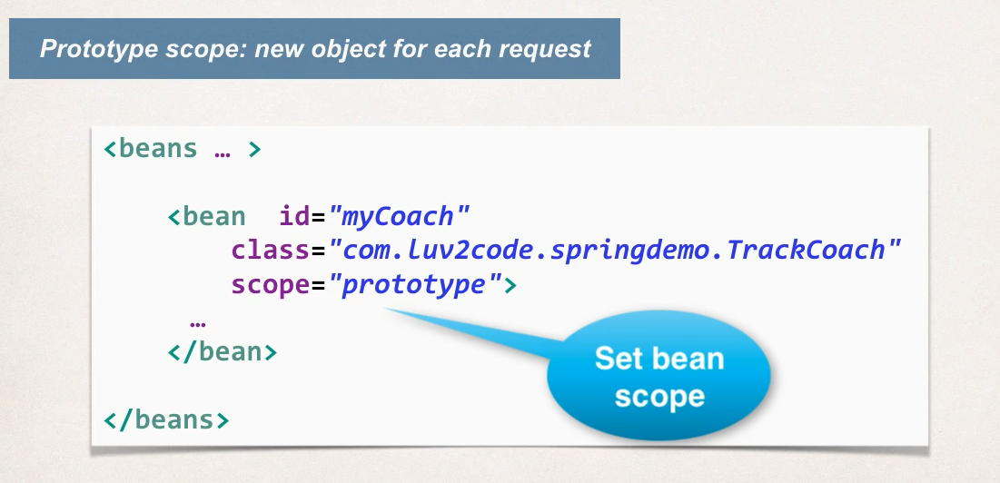 Prototype scope: new object for each request
<beans … >
<bean id="myCoach"
class="com.luv2code.springdemo.TrackCoach"
scope="prototype">
…
</bean>
</beans>
Set bean
scope